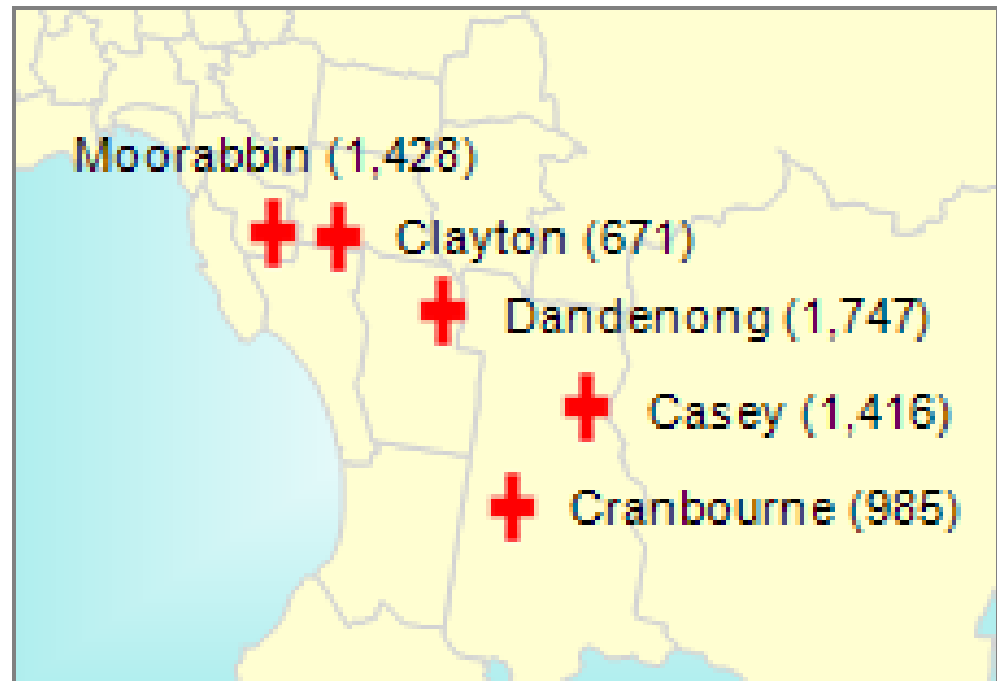 Moorabbin (1,428)
Clayton (671)
Dandenong (1,747)
Casey (1,416)
Cranbourne (985)